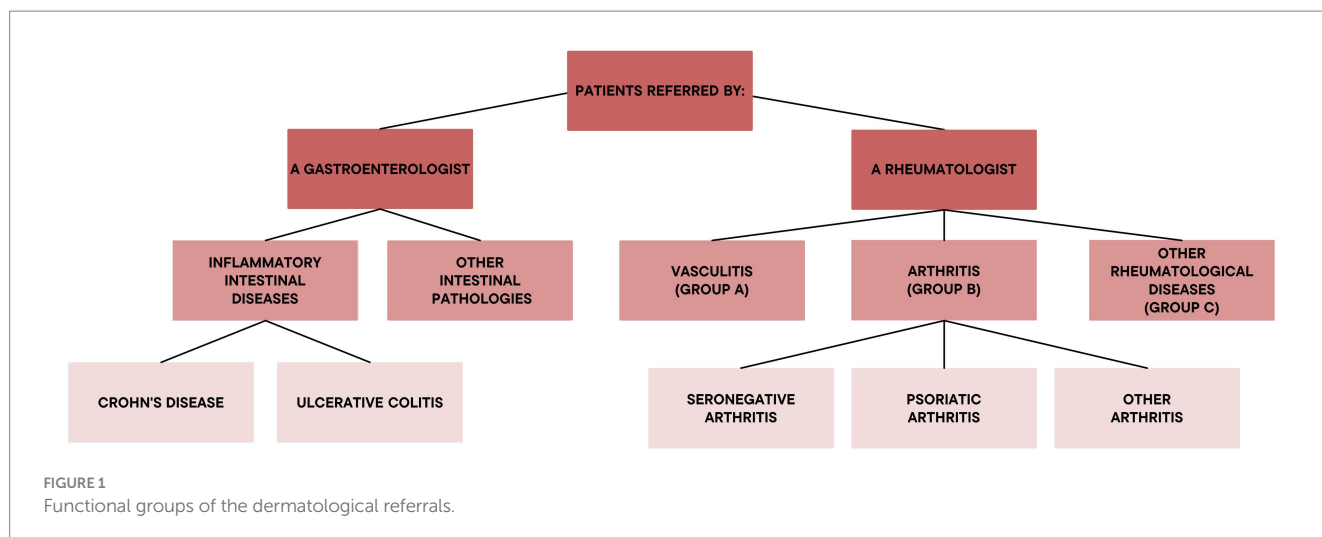 PATIENTS REFERRED BY:
A GASTROENTEROLOGIST
A RHEUMATOLOGIST
INFLAMMATORY
INTESTINAL
DISEASES
OTHER
INTESTINAL
PATHOLOGIES
VASCULITIS
(GROUP A)
ARTHRITIS
(GROUP B)
OTHER
RHEUMATOLOGICAL
DISEASES
(GROUP C)
CROHN'S DISEASE
ULCERATIVE COLITIS
SERONEGATIVE
ARTHRITIS
PSORIATIC
ARTHRITIS
OTHER
ARTHRITIS
FIGURE 1
Functional groups of the dermatological referrals.